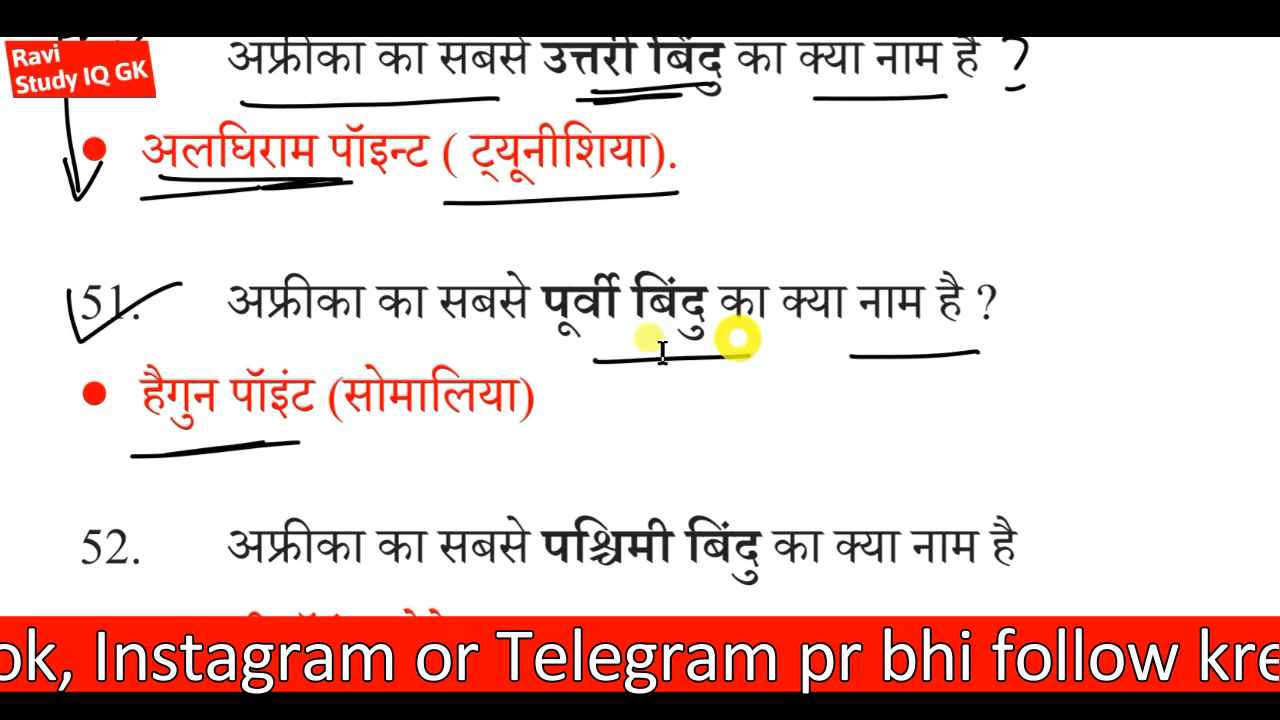 Ravi
Study IQ GK
अफ्रीका का सबसे उत्तरी बिंदु का क्या नाम है ?
• अलघिराम पॉइन्ट ( ट्यूनीशिया).
51. अफ्रीका का सबसे पूर्वी बिंदु का क्या नाम है ?
• हैगुन पॉइंट (सोमालिया)
52. अफ्रीका का सबसे पश्चिमी बिंदु का क्या नाम है
ok, Instagram or Telegram pr bhi follow kre